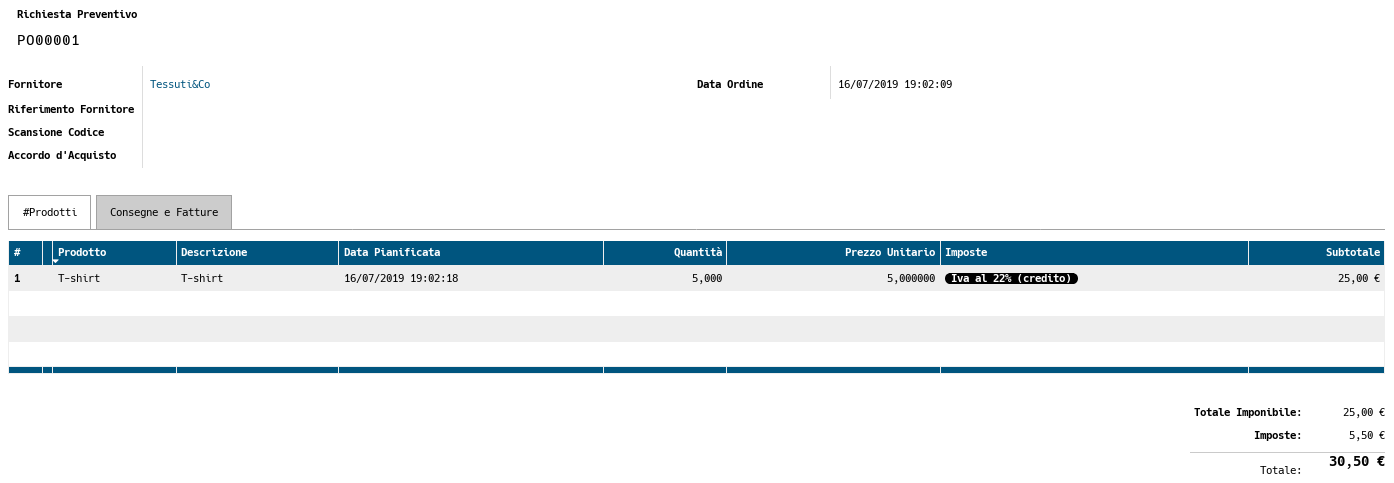 Richiesta Preventivo
PO00001
Fornitore Tessuti&Co Data Ordine 16/07/2019 19:02:09
Riferimento Fornitore
Scansione Codice
Accordo d'Acquisto
#Prodotti Consegne e Fatture
# Prodotto Descrizione Data Pianificata Quantità Prezzo Unitario Imposte Subtotale
1 T-shirt T-shirt 16/07/2019 19:02:18 5,000 5,000000 Iva al 22% (credito) 25,00 €
Totale Imponibile: 25,00 €
Imposte: 5,50 €
Totale: 30,50 €